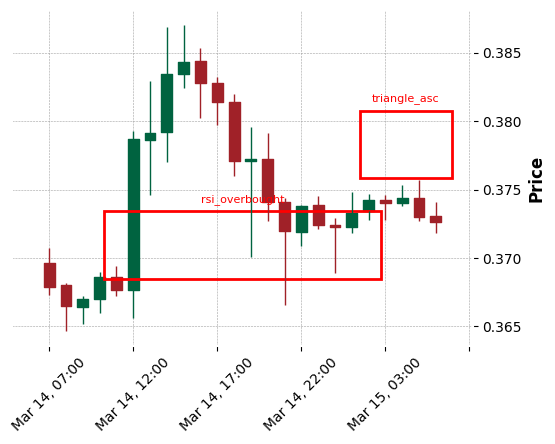 0.385
triangle_asc
0.380
0.375
rsi_overbought
0.370
0.365
Price
Mar 14, 07:00
Mar 14, 12:00
Mar 14, 17:00
Mar 14, 22:00
Mar 15, 03:00